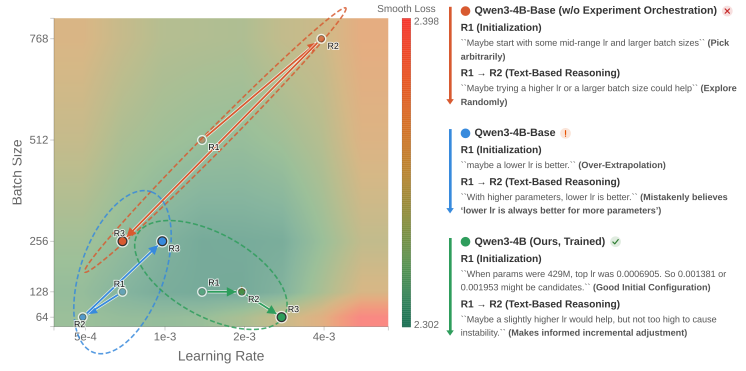 Smooth Loss
2.398
2.302
768
512
256
128
64
Batch Size
5e-4
1e-3
2e-3
4e-3
Learning Rate
R2
R1
R3
R3
R1
R2
R1
R2
R3
Qwen3-4B-Base (w/o Experiment Orchestration)
R1 (Initialization)
``Maybe start with some mid-range lr and larger batch sizes`` (Pick
arbitrarily)
R1 → R2 (Text-Based Reasoning)
``Maybe trying a higher lr or a larger batch size could help`` (Explore
Randomly)
Qwen3-4B-Base !
R1 (Initialization)
``maybe a lower lr is better.`` (Over-Extrapolation)
R1 → R2 (Text-Based Reasoning)
``With higher parameters, lower lr is better.`` (Mistakenly believes
‘lower lr is always better for more parameters’)
Qwen3-4B (Ours, Trained)
R1 (Initialization)
``When params were 429M, top lr was 0.0006905. So 0.001381 or
0.001953 might be candidates.`` (Good Initial Configuration)
R1 → R2 (Text-Based Reasoning)
``Maybe a slightly higher lr would help, but not too high to cause
instability.`` (Makes informed incremental adjustment)